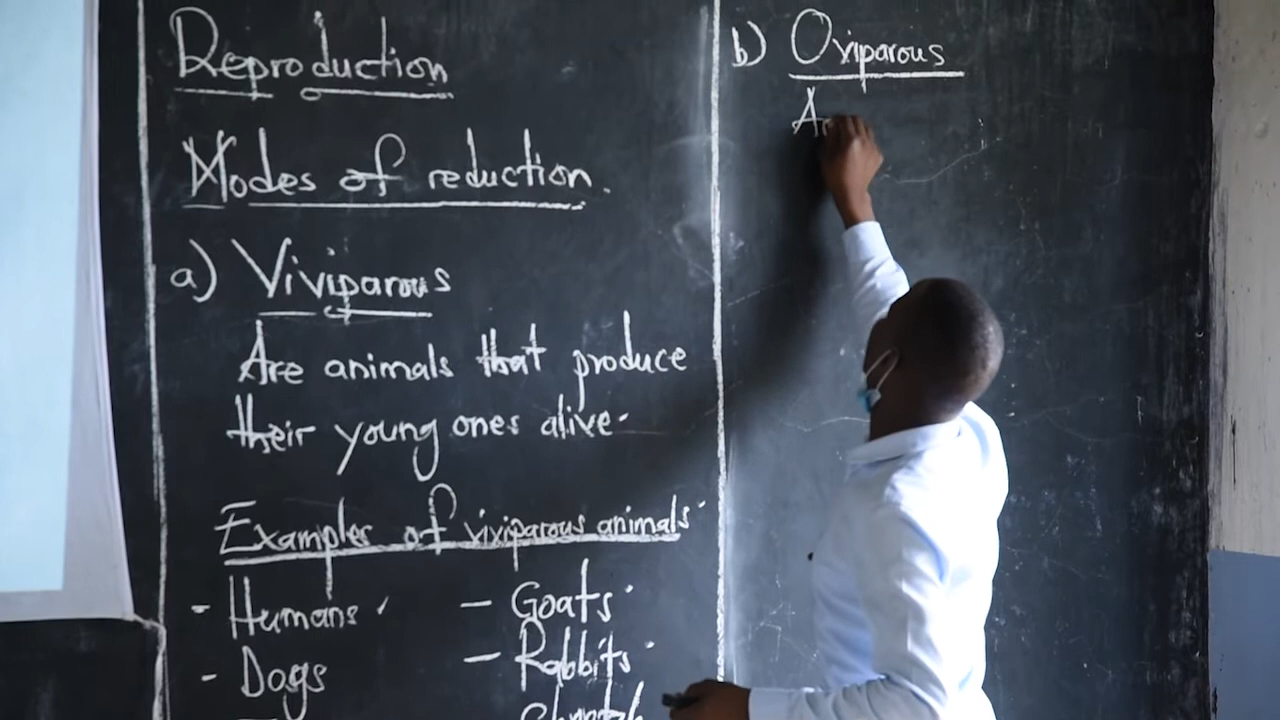 Reproduction
Modes of reduction.
a) Viviparous
Are animals that produce
their young ones alive.
Examples of viviparous animals.
- Humans
- Goats
- Dogs
- Rabbits
b) Oviparous